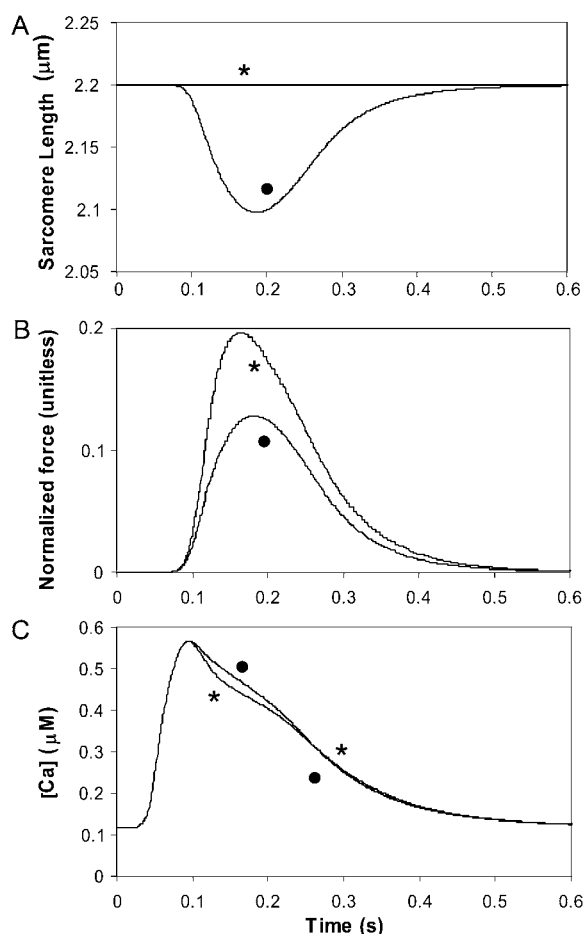 A
Sarcomere Length (μm)
2.25
2.2
2.15
2.1
2.05
*
●
0 0.1 0.2 0.3 0.4 0.5 0.6
B
Normalized force (unitless)
0.2
0.1
0
*
●
0 0.1 0.2 0.3 0.4 0.5 0.6
C
[Ca] (μM)
0.6
0.5
0.4
0.3
0.2
0.1
0
●
*
*
●
0 0.1 0.2 0.3 0.4 0.5 0.6
Time (s)